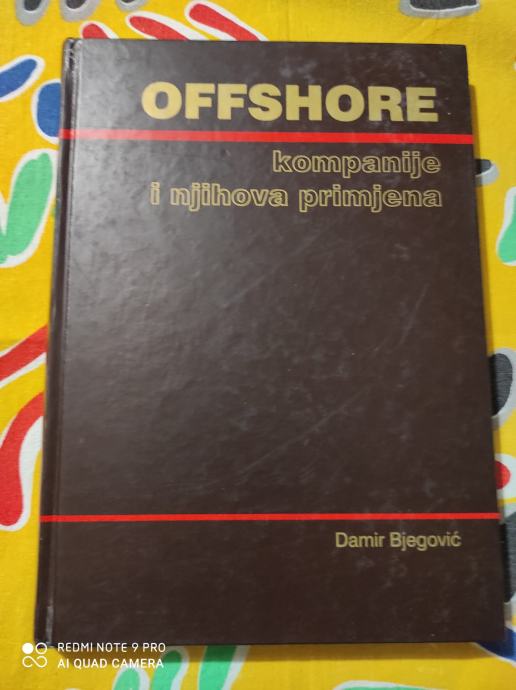 OFFSHORE
kompanije
i njihova primjena
Damir Bjegović
REDMI NOTE 9 PRO
AI QUAD CAMERA